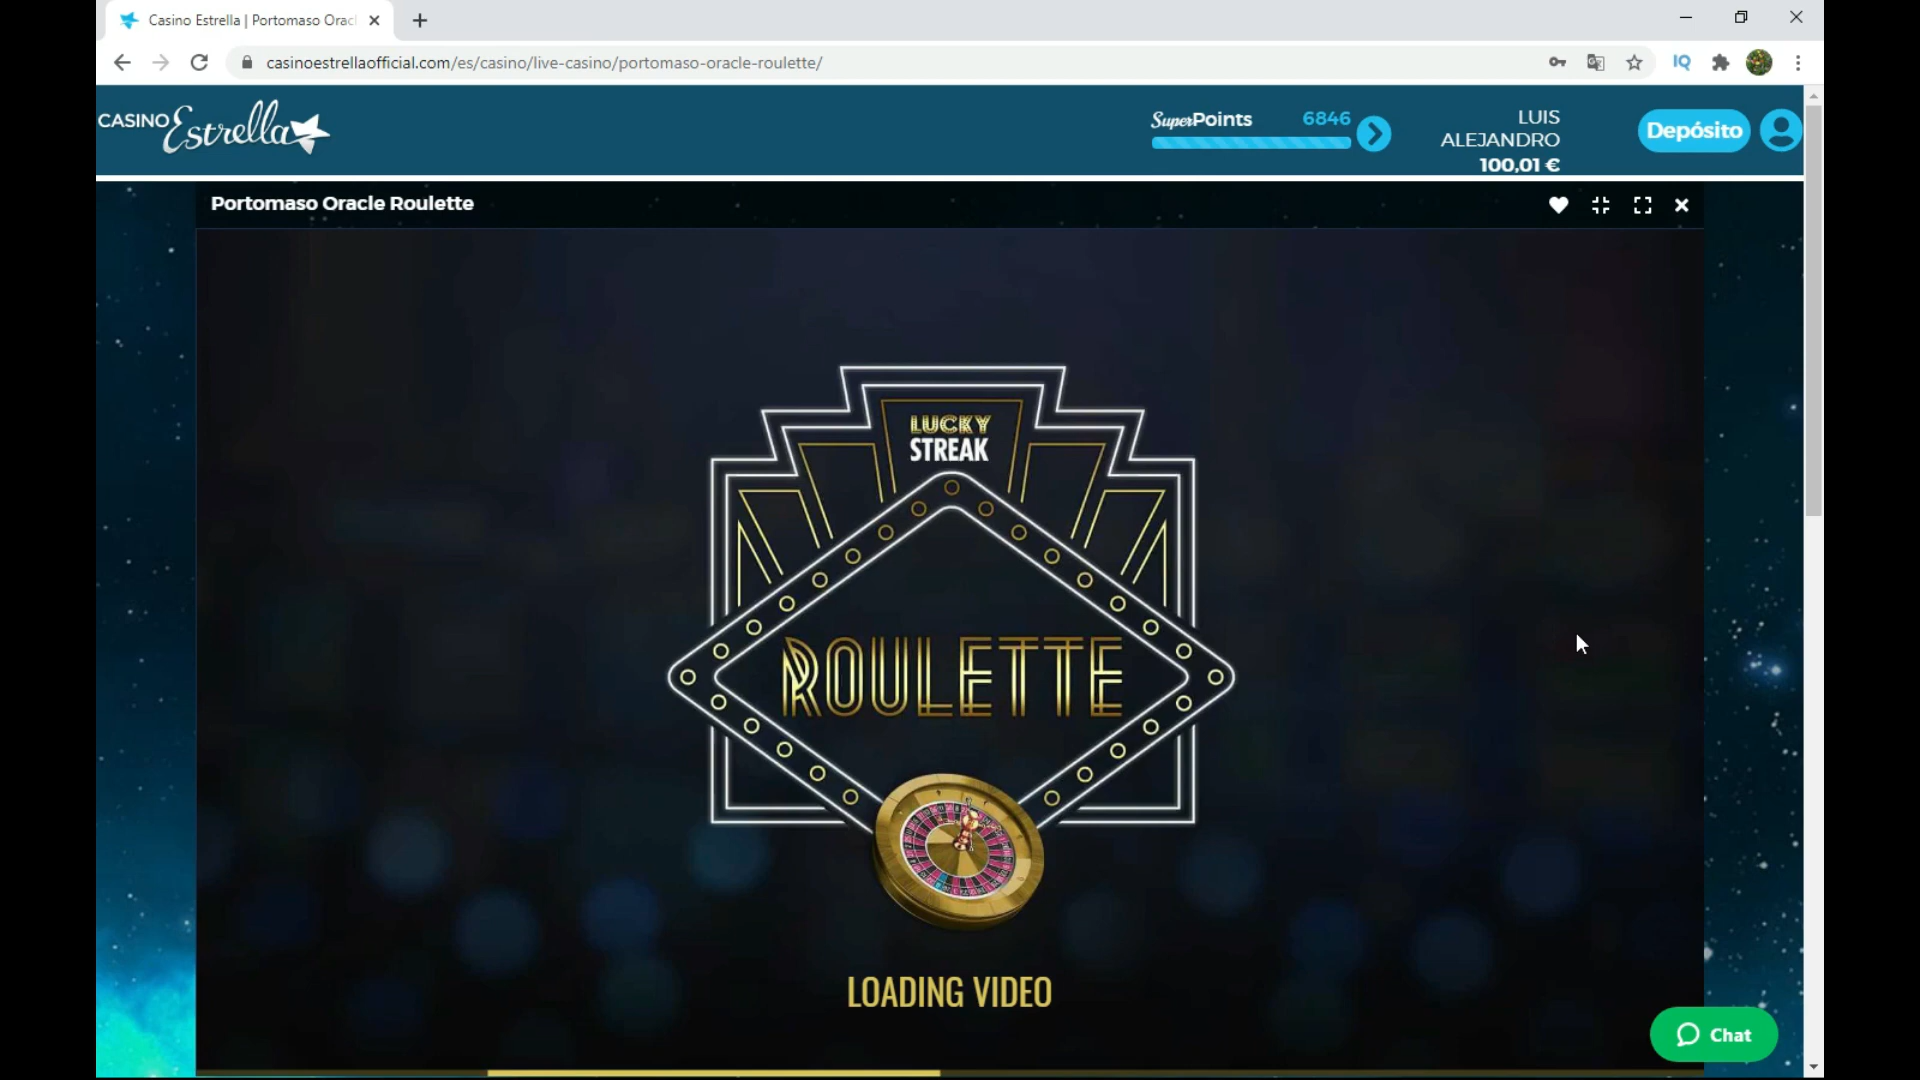 Casino Estrella | Portomaso Orac
casinoestrellaofficial.com/es/casino/live-casino/portomaso-oracle-roulette/
IQ
CASINO Estrella
SuperPoints 6846
LUIS
ALEJANDRO
100,01 €
Depósito
Portomaso Oracle Roulette
LUCKY
STREAK
ROULETTE
LOADING VIDEO
Chat